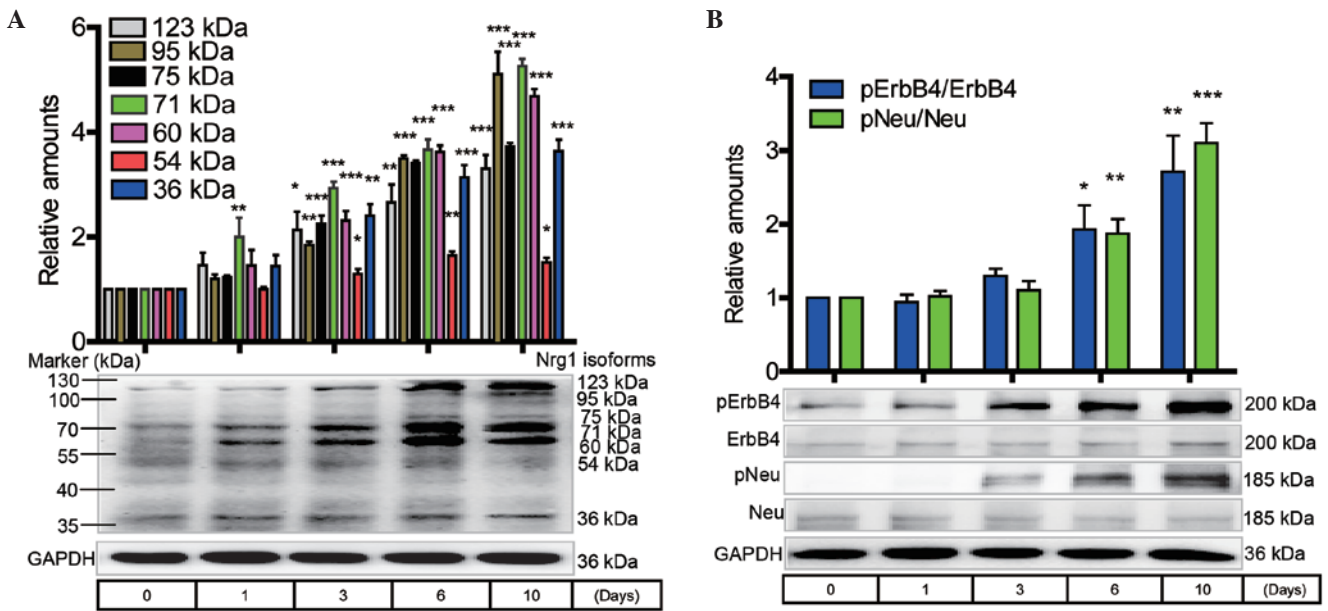 A
Relative amounts
6
4
2
0
123 kDa
95 kDa
75 kDa
71 kDa
60 kDa
54 kDa
36 kDa
**
* ** *** *** *** * **
** *** *** *** ** ***
*** *** *** *** * ***
Marker (kDa)
Nrg1 isoforms
130
100
70
55
40
35
123 kDa
95 kDa
75 kDa
71 kDa
60 kDa
54 kDa
36 kDa
GAPDH
36 kDa
0 1 3 6 10 (Days)
B
Relative amounts
4
3
2
1
0
pErbB4/ErbB4
pNeu/Neu
* **
** ***
pErbB4 200 kDa
ErbB4 200 kDa
pNeu 185 kDa
Neu 185 kDa
GAPDH 36 kDa
0 1 3 6 10 (Days)